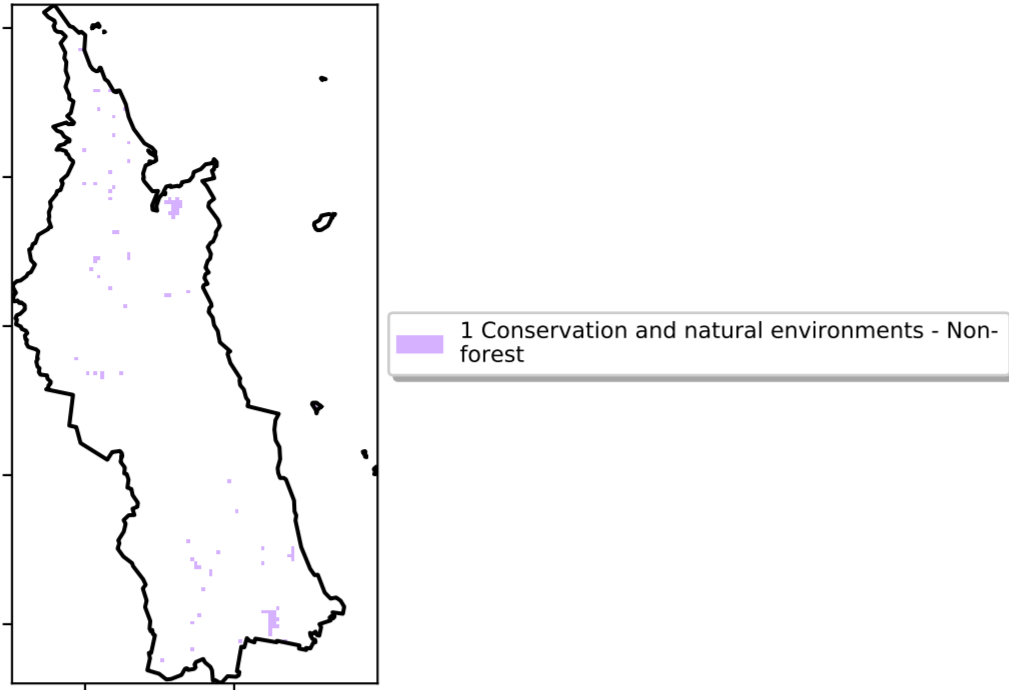 1 Conservation and natural environments - Non-
forest